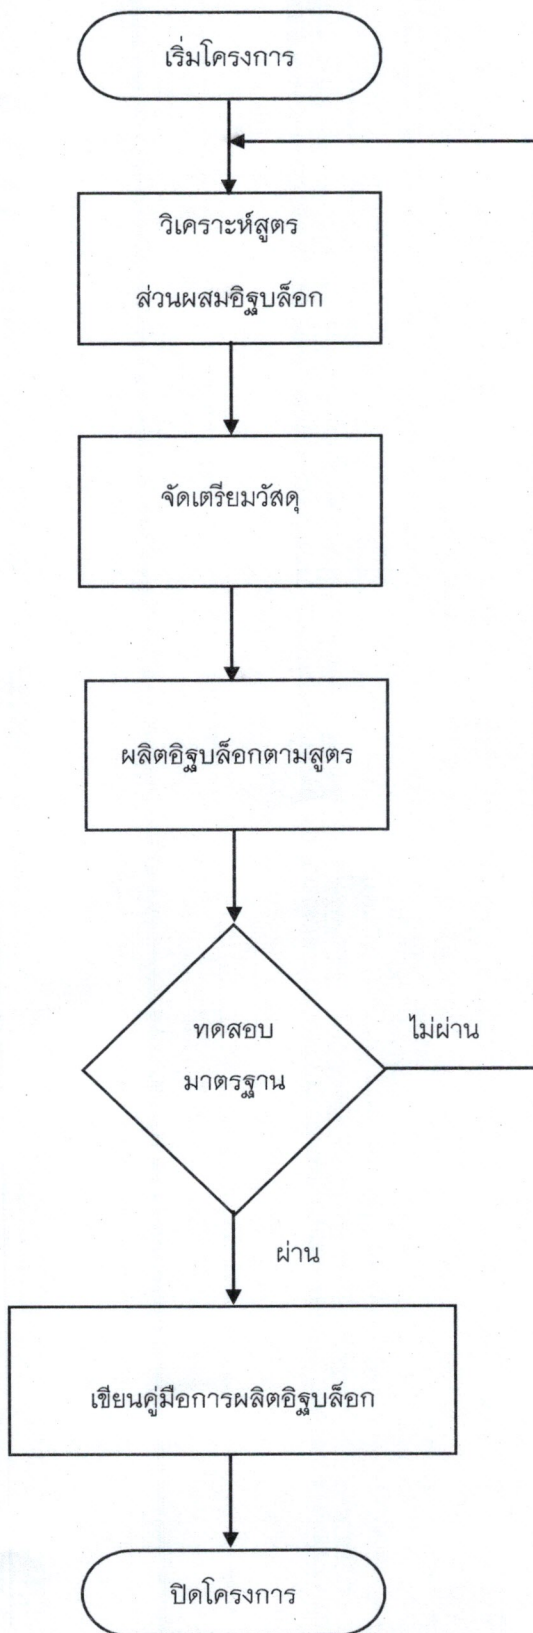 เริ่มโครงการ
วิเคราะห์สูตร
ส่วนผสมอิฐบล็อก
จัดเตรียมวัสดุ
ผลิตอิฐบล็อกตามสูตร
ทดสอบ
มาตรฐาน
ไม่ผ่าน
ผ่าน
เขียนคู่มือการผลิตอิฐบล็อก
ปิดโครงการ